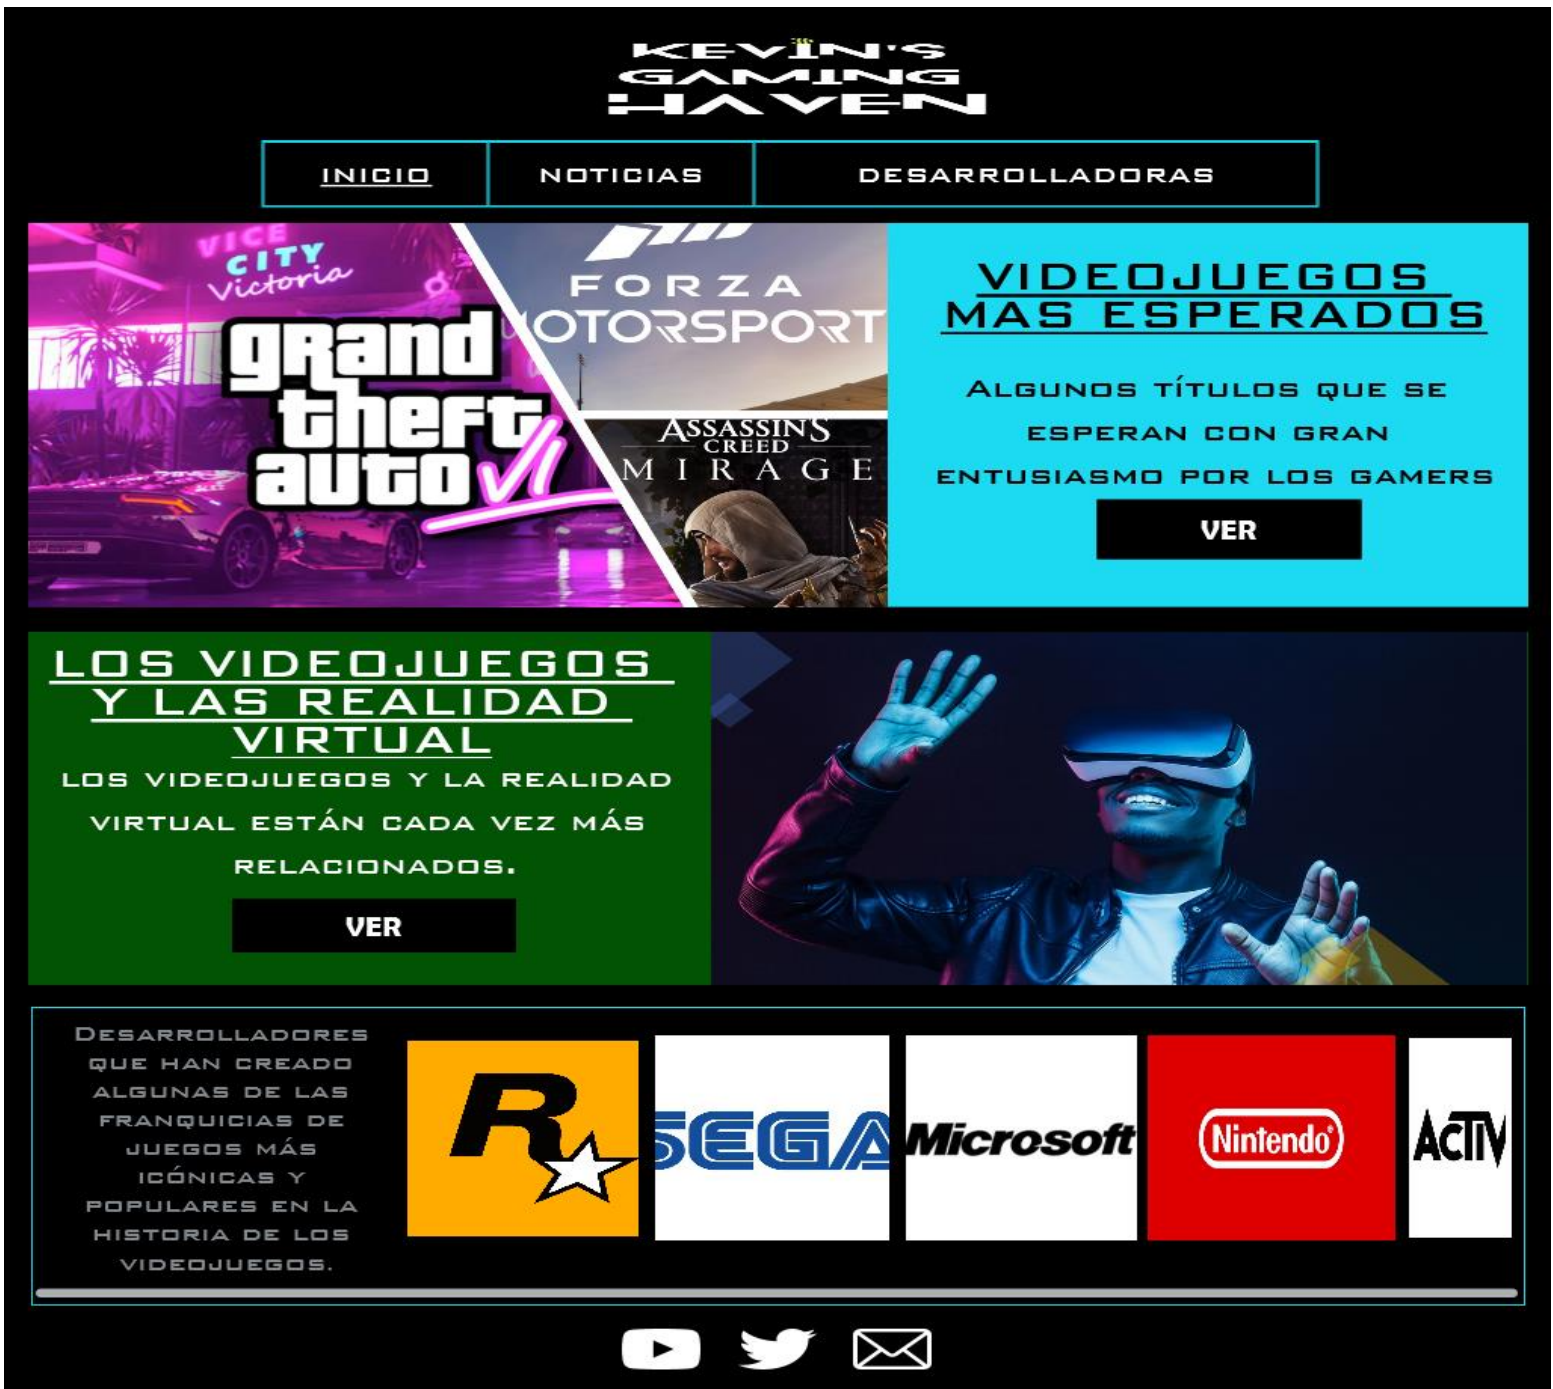 KEVIN'S
GAMING
HAVEN
INICIO
NOTICIAS
DESARROLLADORAS
VICE
CITY
Victoria
grand
theft
auto
VI
FORZA
MOTORSPORT
ASSASSIN'S
CREED
MIRAGE
VIDEOJUEGOS
MAS ESPERADOS
Algunos títulos que se
esperan con gran
entusiasmo por los gamers
VER
LOS VIDEOJUEGOS
Y LAS REALIDAD
VIRTUAL
los videojuegos y la realidad
virtual están cada vez más
relacionados.
VER
Desarrolladores
que han creado
algunas de las
franquicias de
juegos más
icónicas y
populares en la
historia de los
videojuegos.
R
SEGA
Microsoft
Nintendo
ACTIV